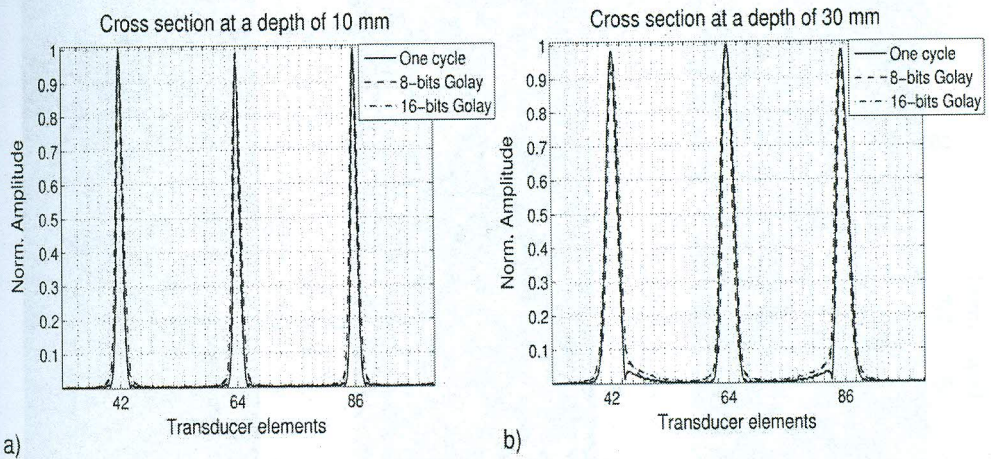 Cross section at a depth of 10 mm
One cycle
8-bits Golay
16-bits Golay
Norm. Amplitude
1
0.9
0.8
0.7
0.6
0.5
0.4
0.3
0.2
0.1
42 64 86
Transducer elements
a)
Cross section at a depth of 30 mm
One cycle
8-bits Golay
16-bits Golay
Norm. Amplitude
1
0.9
0.8
0.7
0.6
0.5
0.4
0.3
0.2
0.1
42 64 86
Transducer elements
b)